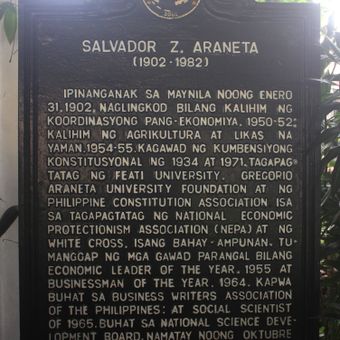 SALVADOR Z. ARANETA
(1902-1982)
IPINANGANAK SA MAYNILA NOONG ENERO
31, 1902. NAGLINGKOD BILANG KALIHIM NG
KOORDINASYONG PANG-EKONOMIYA, 1950-52;
KALIHIM NG AGRIKULTURA AT LIKAS NA
YAMAN, 1954-55. KAGAWAD NG KUMBENSIYONG
KONSTITUSYONAL NG 1934 AT 1971. TAGAPAG-
TATAG NG FEATI UNIVERSITY. GREGORIO
ARANETA UNIVERSITY FOUNDATION AT NG
PHILIPPINE CONSTITUTION ASSOCIATION ISA
SA TAGAPAGTATAG NG NATIONAL ECONOMIC
PROTECTIONISM ASSOCIATION (NEPA) AT NG
WHITE CROSS, ISANG BAHAY-AMPUNAN. TU-
MANGGAP NG MGA GAWAD PARANGAL BILANG
ECONOMIC LEADER OF THE YEAR, 1955 AT
BUSINESSMAN OF THE YEAR, 1964, KAPWA
BUHAT SA BUSINESS WRITERS ASSOCIATION
OF THE PHILIPPINES; AT SOCIAL SCIENTIST
OF 1965, BUHAT SA NATIONAL SCIENCE DEVE-
LOPMENT BOARD. NAMATAY NOONG OKTUBRE